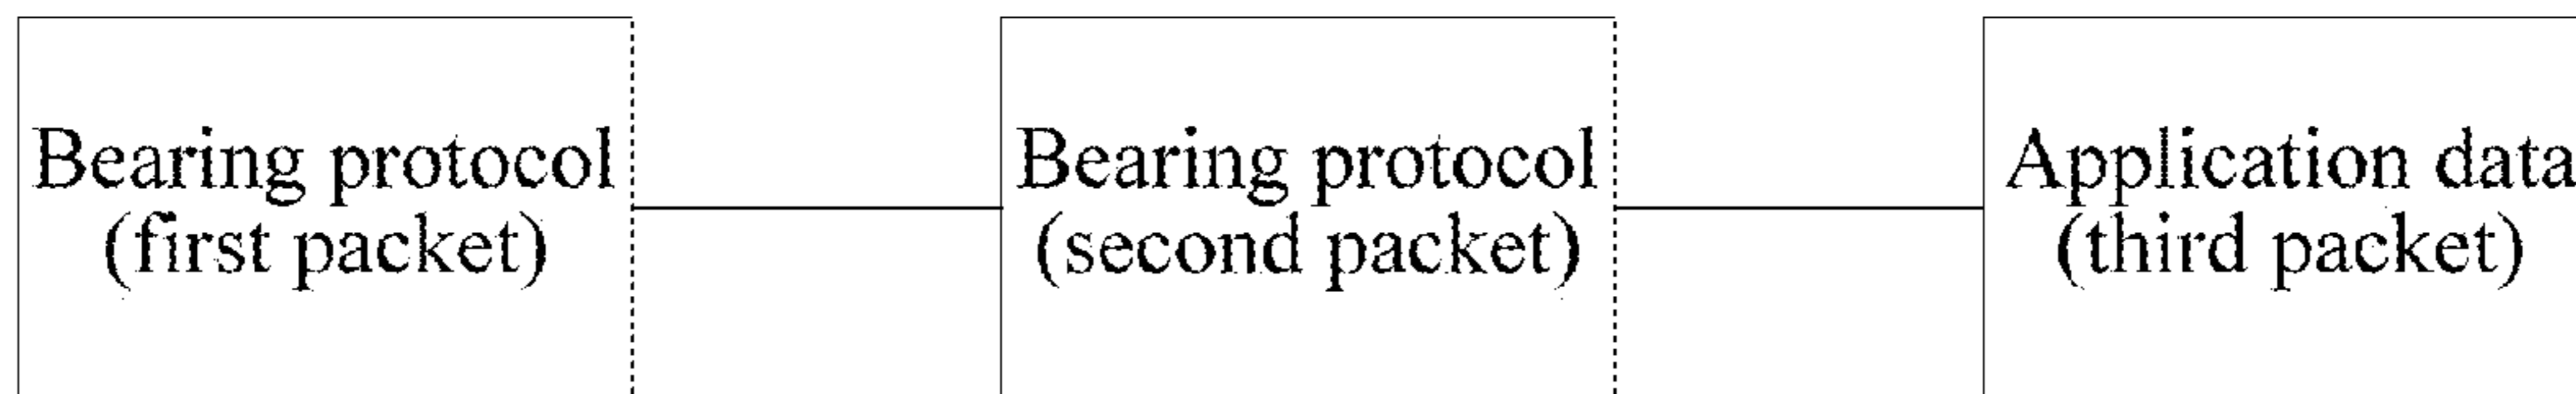 Bearing protocol
(first packet)
Bearing protocol
(second packet)
Application data
(third packet)